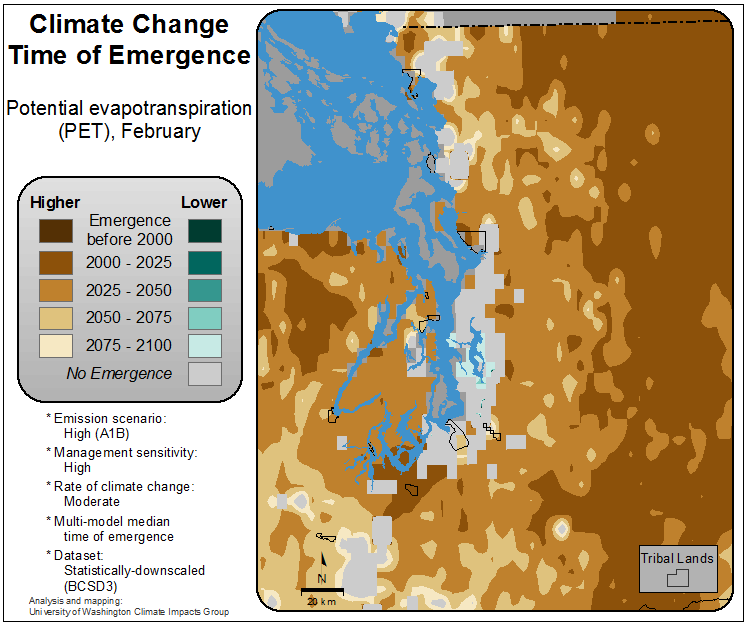 Climate Change
Time of Emergence
Potential evapotranspiration
(PET), February
Higher
Lower
Emergence
before 2000
2000 - 2025
2025 - 2050
2050 - 2075
2075 - 2100
No Emergence
* Emission scenario:
High (A1B)
* Management sensitivity:
High
* Rate of climate change:
Moderate
* Multi-model median
time of emergence
* Dataset:
Statistically-downscaled
(BCSD3)
Analysis and mapping:
University of Washington Climate Impacts Group
N
20 km
Tribal Lands